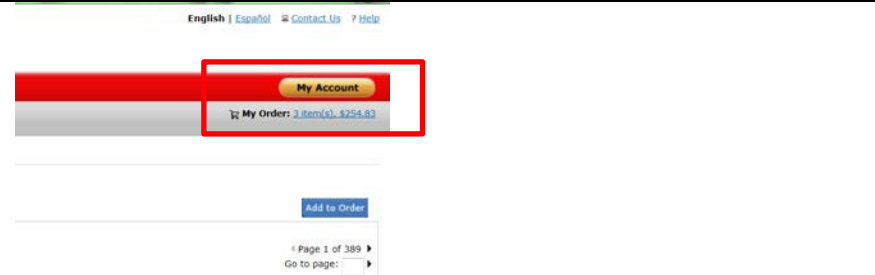 English | Español Contact Us ? Help
My Account
My Order: 3 item(s), $254.83
Add to Order
Page 1 of 389
Go to page: